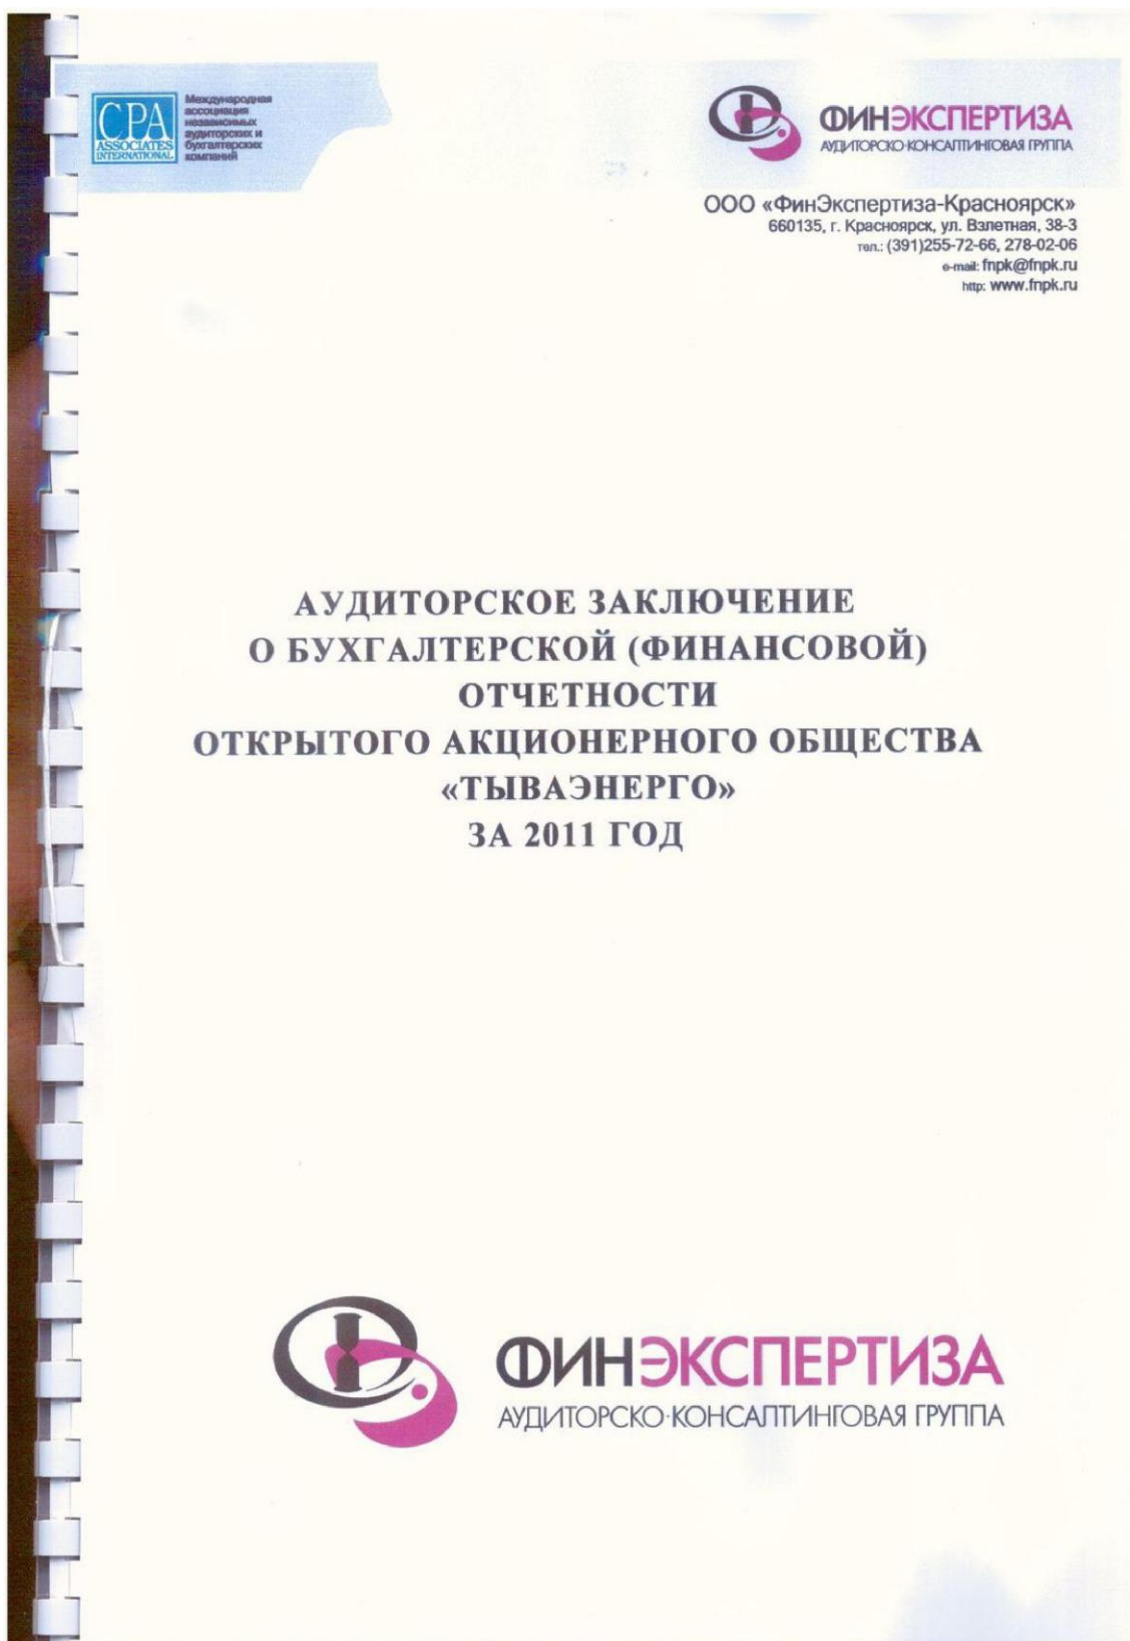 CPA
ASSOCIATES
INTERNATIONAL
Международная
ассоциация
независимых
аудиторских и
бухгалтерских
компаний
ФИНЭКСПЕРТИЗА
АУДИТОРСКО·КОНСАЛТИНГОВАЯ ГРУППА
ООО «ФинЭкспертиза-Красноярск»
660135, г. Красноярск, ул. Взлетная, 38-3
тел.: (391)255-72-66, 278-02-06
e-mail: fnpk@fnpk.ru
http: www.fnpk.ru
АУДИТОРСКОЕ ЗАКЛЮЧЕНИЕ
О БУХГАЛТЕРСКОЙ (ФИНАНСОВОЙ)
ОТЧЕТНОСТИ
ОТКРЫТОГО АКЦИОНЕРНОГО ОБЩЕСТВА
«ТЫВАЭНЕРГО»
ЗА 2011 ГОД
ФИНЭКСПЕРТИЗА
АУДИТОРСКО·КОНСАЛТИНГОВАЯ ГРУППА